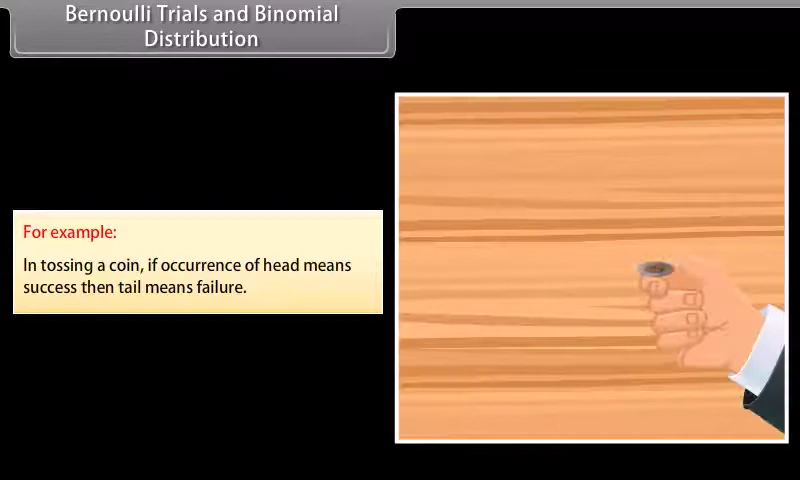 Bernoulli Trials and Binomial
Distribution
For example:
In tossing a coin, if occurrence of head means
success then tail means failure.